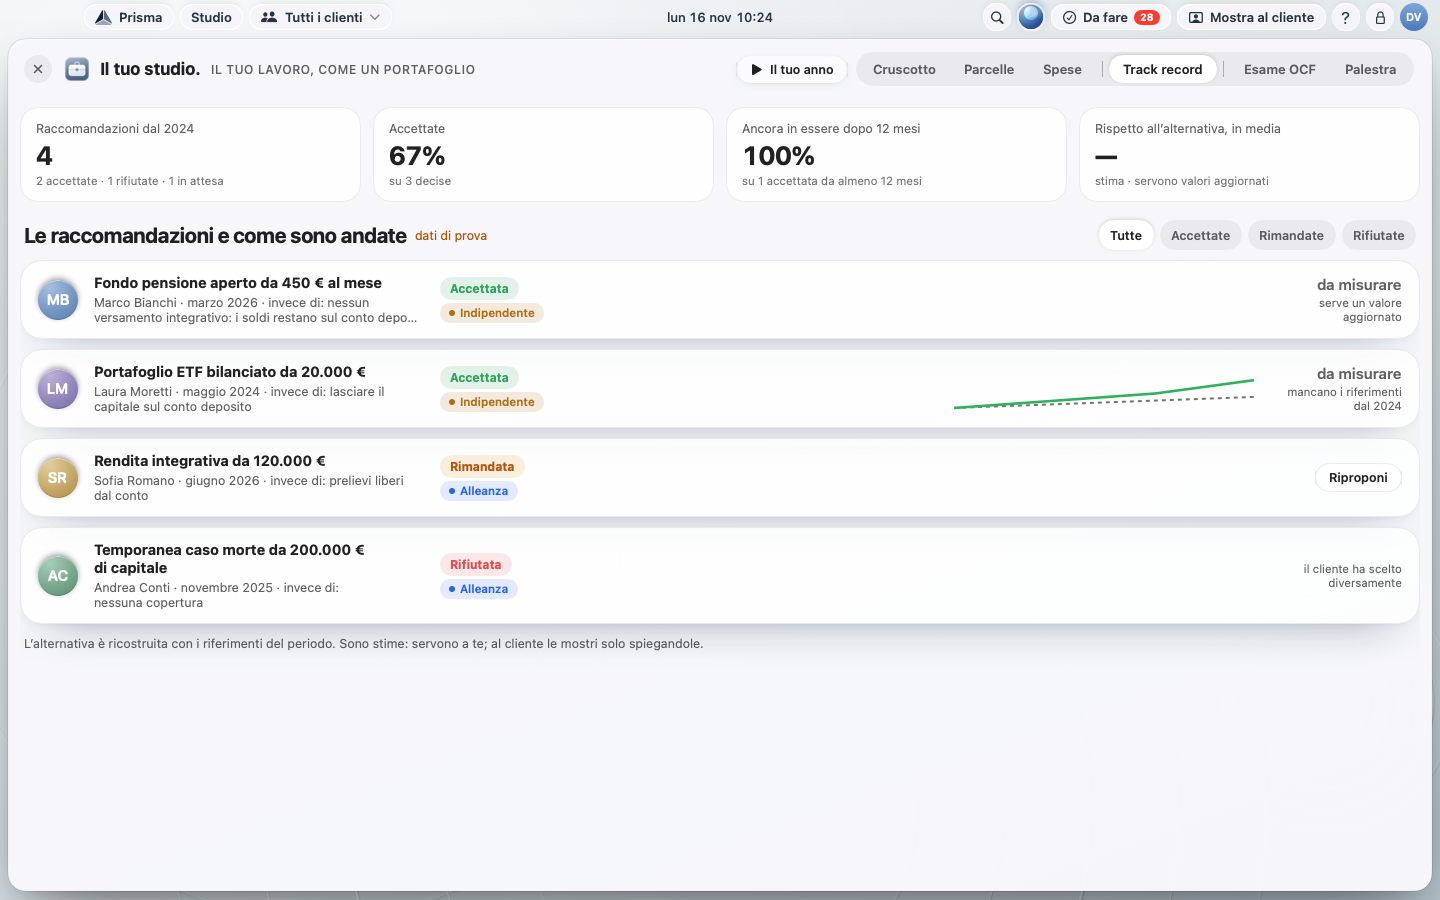 Prisma
Studio
Tutti i clienti
lun 16 nov 10:24
Da fare 28
Mostra al cliente
?
DV
Il tuo studio. IL TUO LAVORO, COME UN PORTAFOGLIO
Il tuo anno
Cruscotto
Parcelle
Spese
Track record
Esame OCF
Palestra
Raccomandazioni dal 2024
4
2 accettate · 1 rifiutate · 1 in attesa
Accettate
67%
su 3 decise
Ancora in essere dopo 12 mesi
100%
su 1 accettata da almeno 12 mesi
Rispetto all’alternativa, in media
—
stima · servono valori aggiornati
Le raccomandazioni e come sono andate dati di prova
Tutte
Accettate
Rimandate
Rifiutate
MB
Fondo pensione aperto da 450 € al mese
Marco Bianchi · marzo 2026 · invece di: nessun
versamento integrativo: i soldi restano sul conto depo...
Accettata
Indipendente
da misurare
serve un valore
aggiornato
LM
Portafoglio ETF bilanciato da 20.000 €
Laura Moretti · maggio 2024 · invece di: lasciare il
capitale sul conto deposito
Accettata
Indipendente
da misurare
mancano i riferimenti
dal 2024
SR
Rendita integrativa da 120.000 €
Sofia Romano · giugno 2026 · invece di: prelievi liberi
dal conto
Rimandata
Alleanza
Riproponi
AC
Temporanea caso morte da 200.000 €
di capitale
Andrea Conti · novembre 2025 · invece di:
nessuna copertura
Rifiutata
Alleanza
il cliente ha scelto
diversamente
L’alternativa è ricostruita con i riferimenti del periodo. Sono stime: servono a te; al cliente le mostri solo spiegandole.